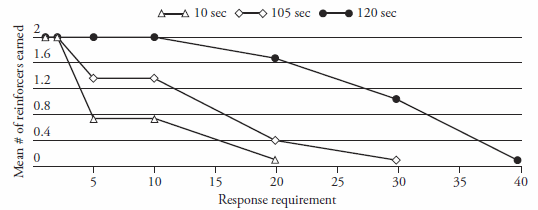 10 sec 105 sec 120 sec
Mean # of reinforcers earned
2
1.6
1.2
0.8
0.4
0
5 10 15 20 25 30 35 40
Response requirement